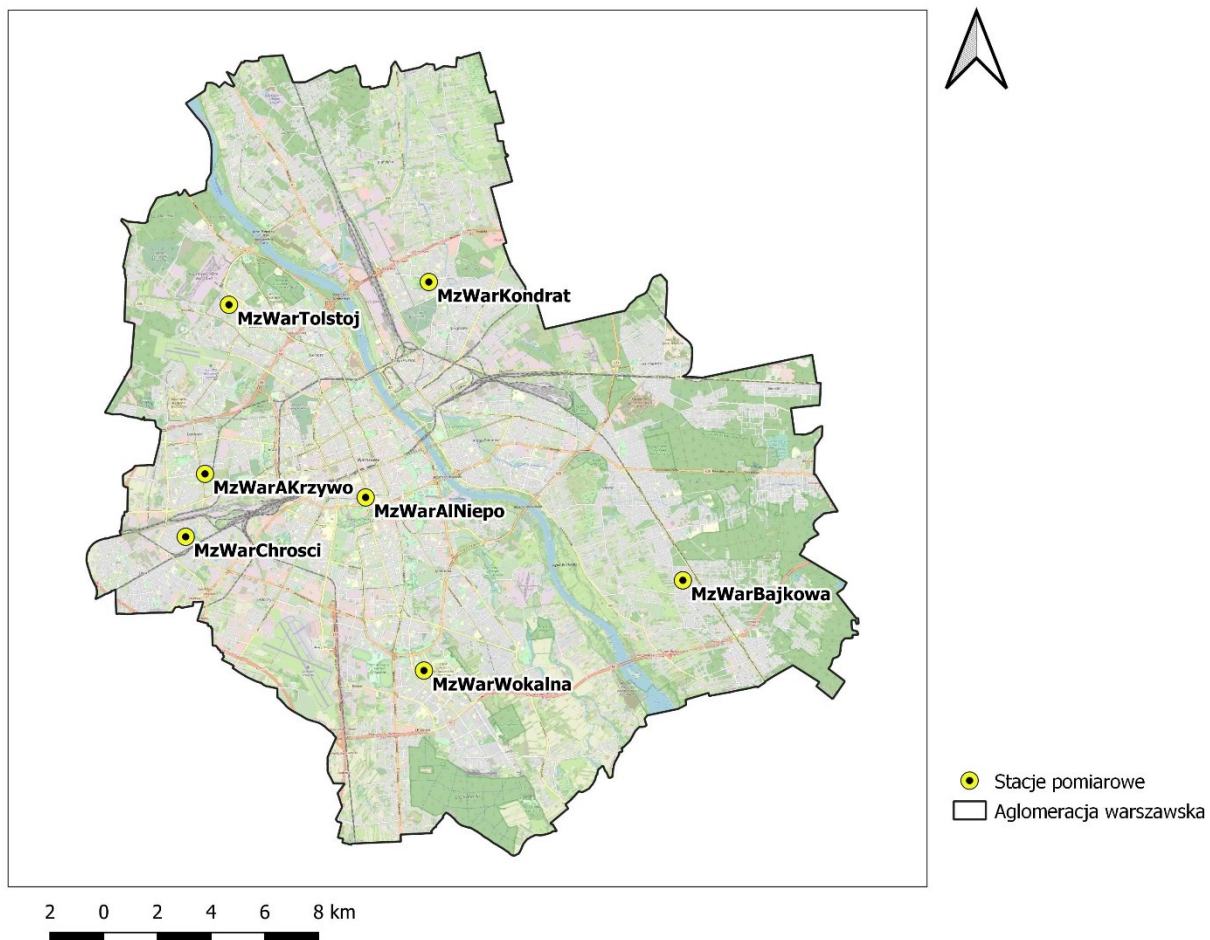 MzWarKondrat
MzWarTolstoj
MzWarAKrzywo
MzWarAlNiepo
MzWarChrosci
MzWarBajkowa
MzWarWokalna
Stacje pomiarowe
Aglomeracja warszawska
2 0 2 4 6 8 km